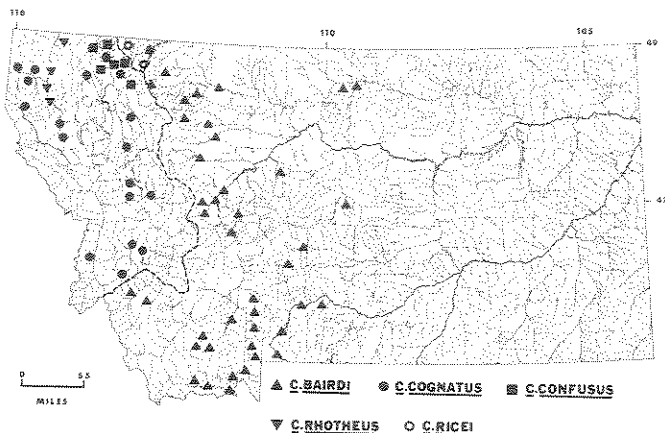 116 110 105
49
47
0 55
MILES
C.BAIRDI C.COGNATUS C.CONFUSUS
C.RHOTHEUS C.RICEI